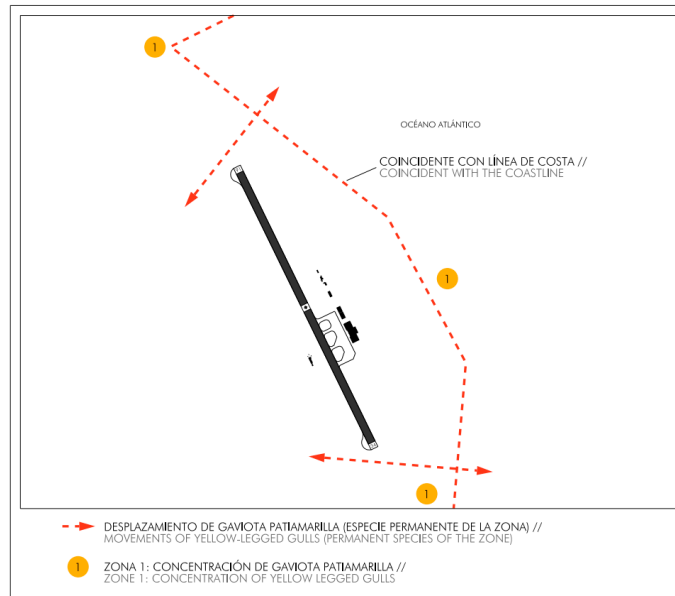 1
OCÉANO ATLÁNTICO
COINCIDENTE CON LÍNEA DE COSTA //
COINCIDENT WITH THE COASTLINE
1
1
DESPLAZAMIENTO DE GAVIOTA PATIAMARILLA (ESPECIE PERMANENTE DE LA ZONA) //
MOVEMENTS OF YELLOW-LEGGED GULLS (PERMANENT SPECIES OF THE ZONE)
1
ZONA 1: CONCENTRACIÓN DE GAVIOTA PATIAMARILLA //
ZONE 1: CONCENTRATION OF YELLOW LEGGED GULLS